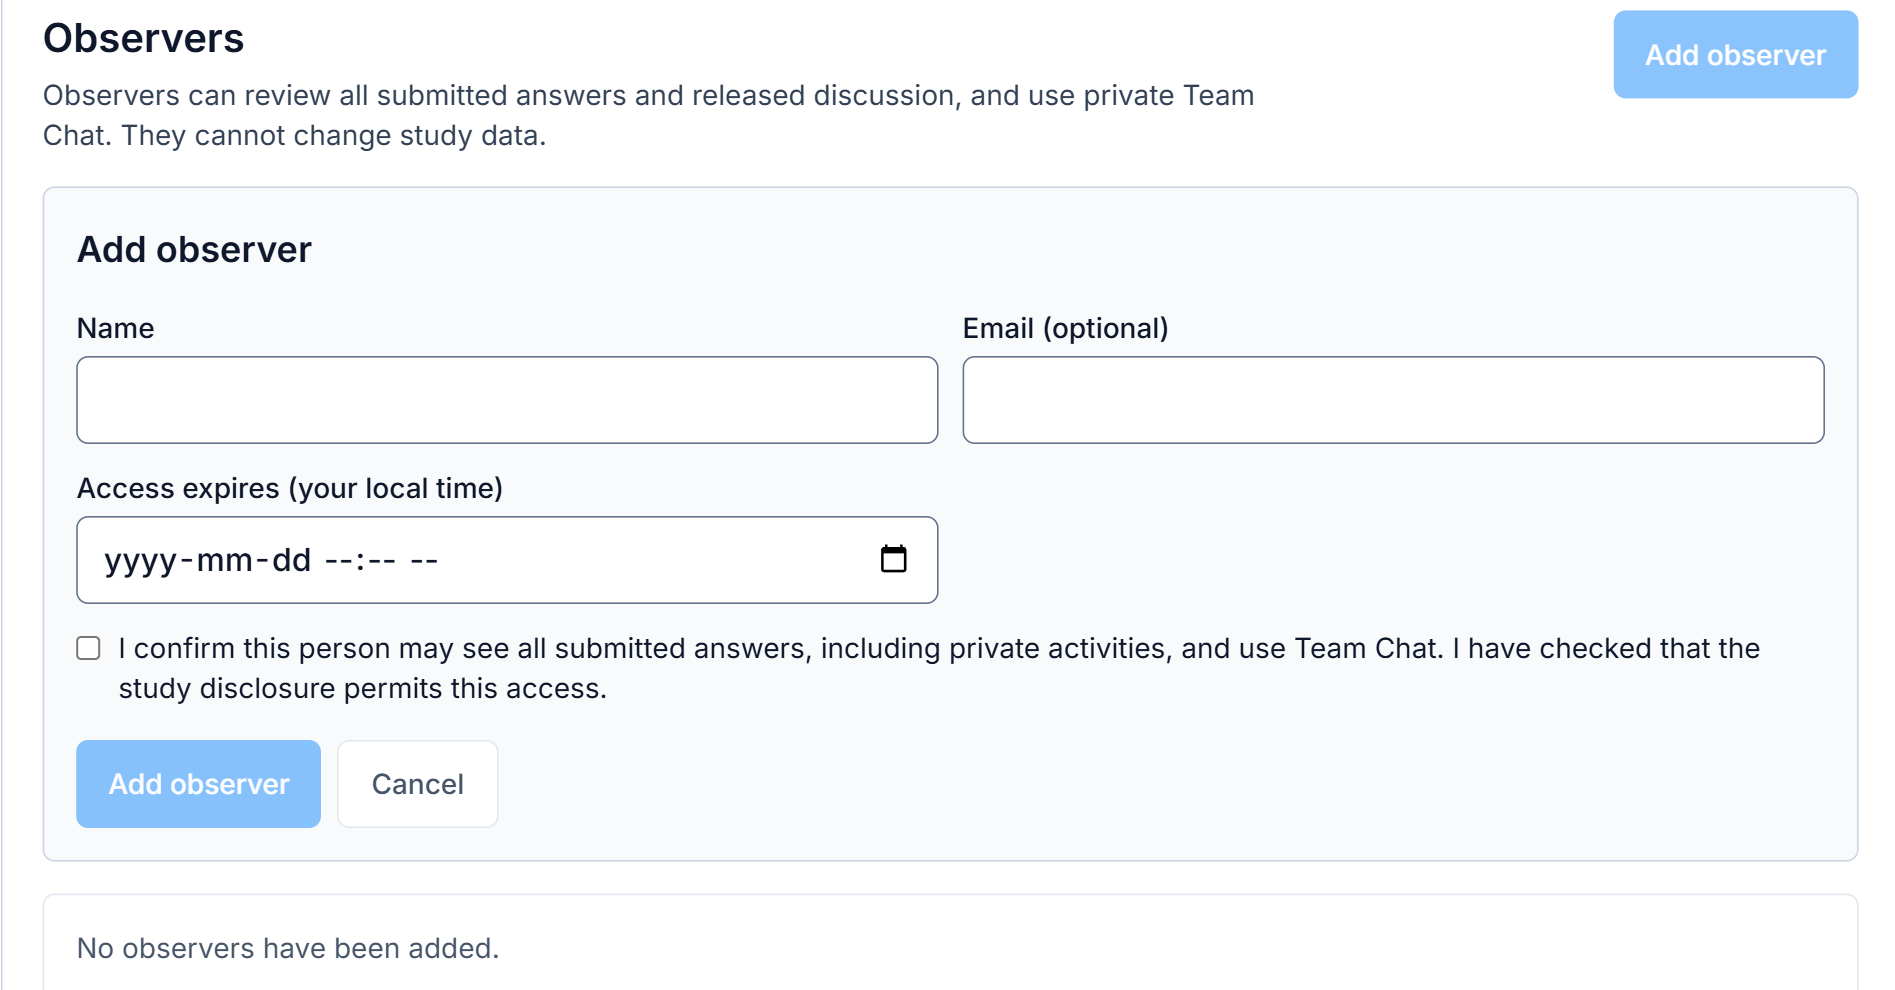 Observers
Add observer
Observers can review all submitted answers and released discussion, and use private Team
Chat. They cannot change study data.
Add observer
Name
Email (optional)
Access expires (your local time)
yyyy-mm-dd --:-- --
I confirm this person may see all submitted answers, including private activities, and use Team Chat. I have checked that the
study disclosure permits this access.
Add observer
Cancel
No observers have been added.